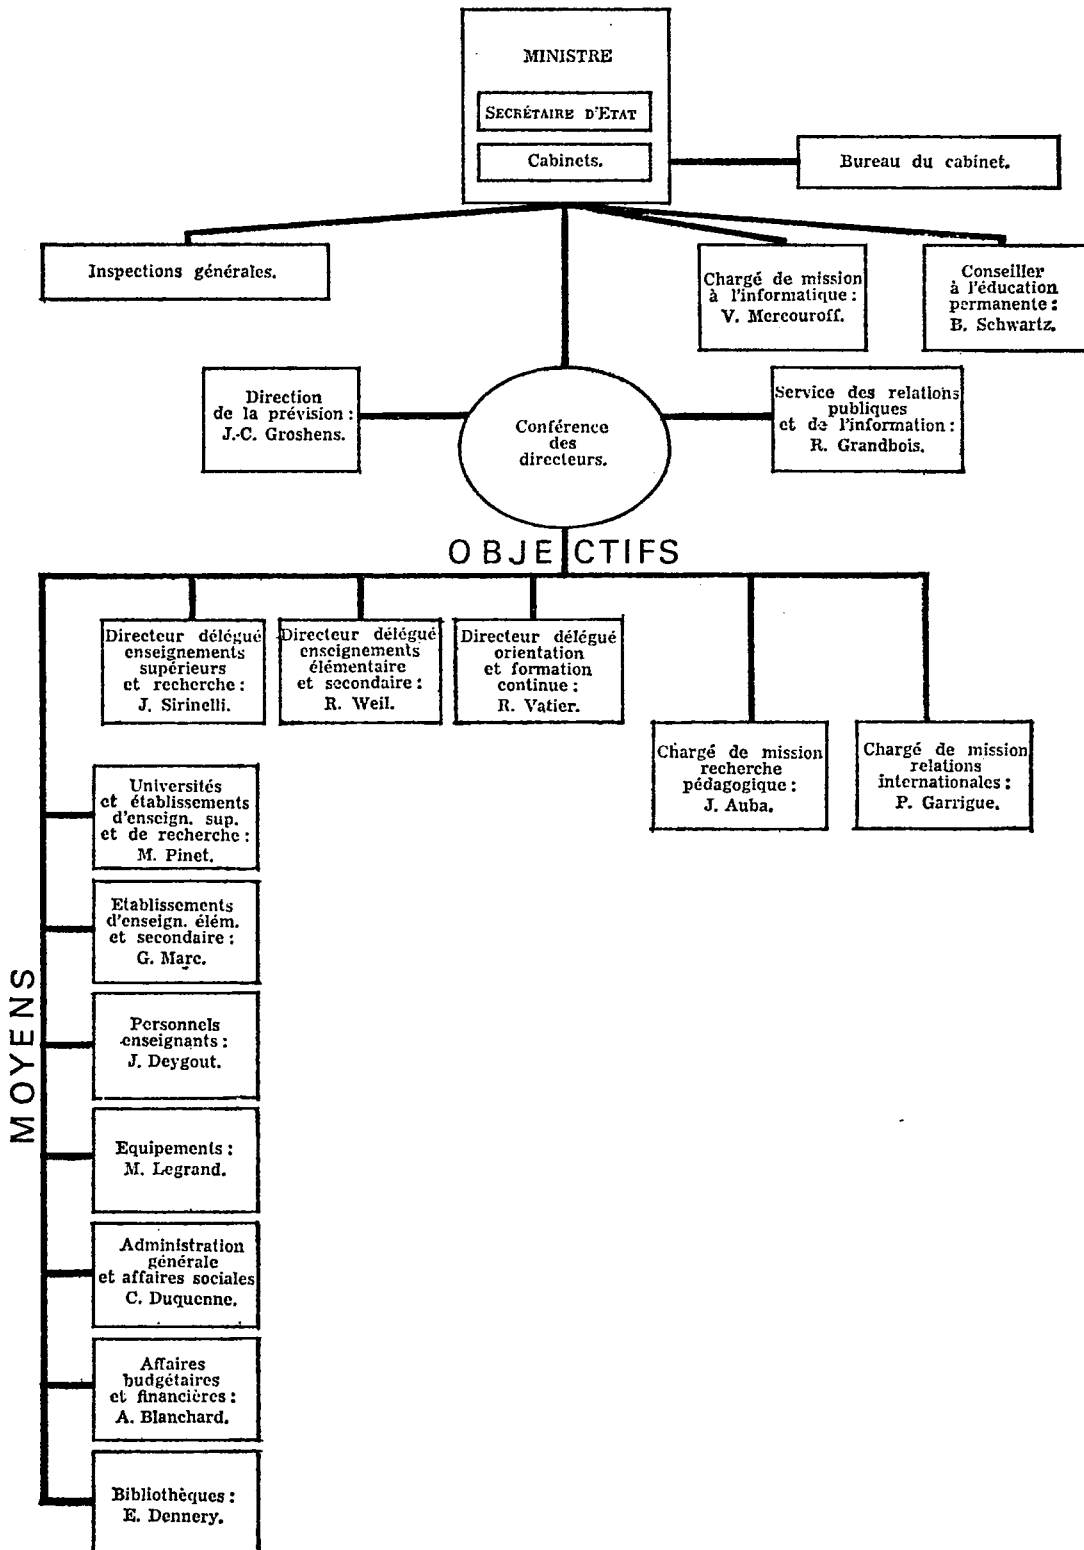 MINISTRE
SECRÉTAIRE D'ETAT
Cabinets.
Bureau du cabinet.
Inspections générales.
Chargé de mission
à l'informatique :
V. Mercouroff.
Conseiller
à l'éducation
permanente :
B. Schwartz.
Direction
de la prévision :
J.-C. Groshens.
Conférence
des
directeurs.
Service des relations
publiques
et de l'information :
R. Grandbois.
OBJECTIFS
Directeur délégué
enseignements
supérieurs
et recherche :
J. Sirinelli.
Directeur délégué
enseignements
élémentaire
et secondaire :
R. Weil.
Directeur délégué
orientation
et formation
continue :
R. Vatier.
Chargé de mission
recherche
pédagogique :
J. Auba.
Chargé de mission
relations
internationales :
P. Garrigue.
MOYENS
Universités
et établissements
d'enseign. sup.
et de recherche :
M. Pinet.
Etablissements
d'enseign. élém.
et secondaire :
G. Marc.
Personnels
enseignants :
J. Deygout.
Equipements :
M. Legrand.
Administration
générale
et affaires sociales
C. Duquenne.
Affaires
budgétaires
et financières :
A. Blanchard.
Bibliothèques :
E. Dennery.